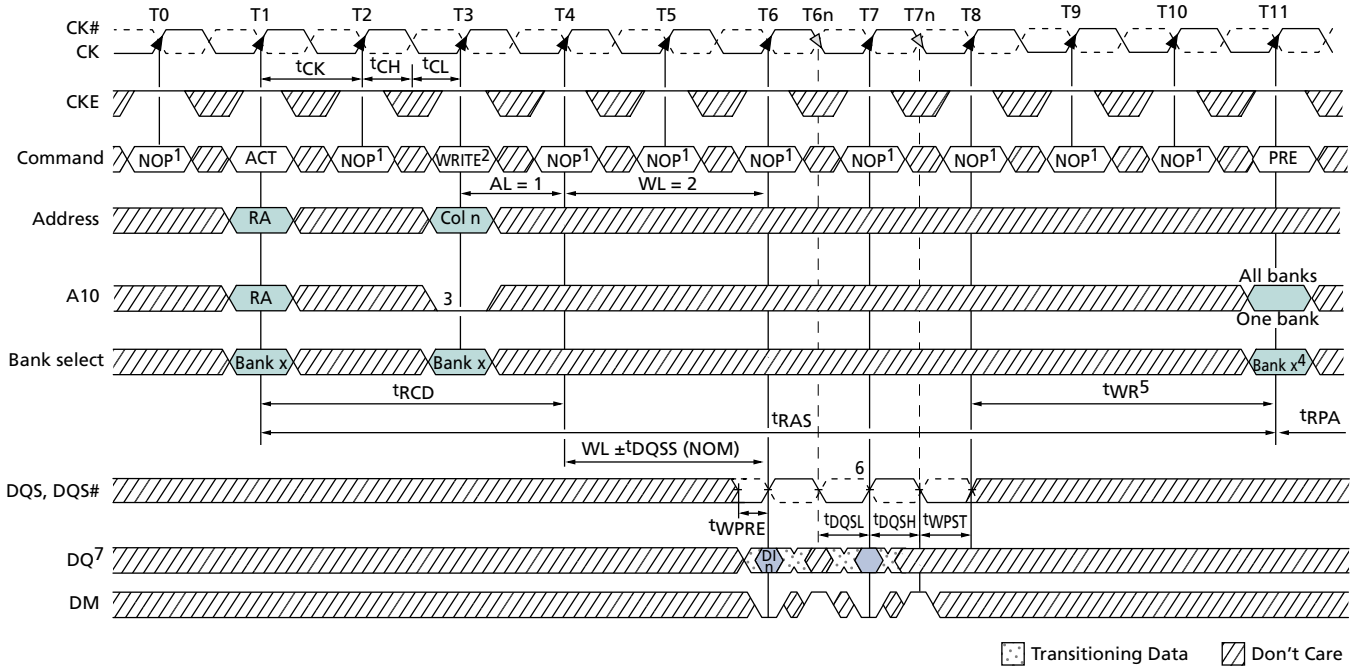 T0 T1 T2 T3 T4 T5 T6 T6n T7 T7n T8 T9 T10 T11
CK#
CK
tCK tCH tCL
CKE
Command NOP1 ACT NOP1 WRITE2 NOP1 NOP1 NOP1 NOP1 NOP1 NOP1 NOP1 PRE
AL = 1 WL = 2
Address RA Col n
All banks
A10 RA 3
One bank
Bank select Bank x Bank x Bank x4
tRCD tWR5
tRAS tRPA
WL ±tDQSS (NOM)
6
DQS, DQS#
tWPRE tDQSL tDQSH tWPST
DQ7 DI
n
DM
Transitioning Data Don't Care